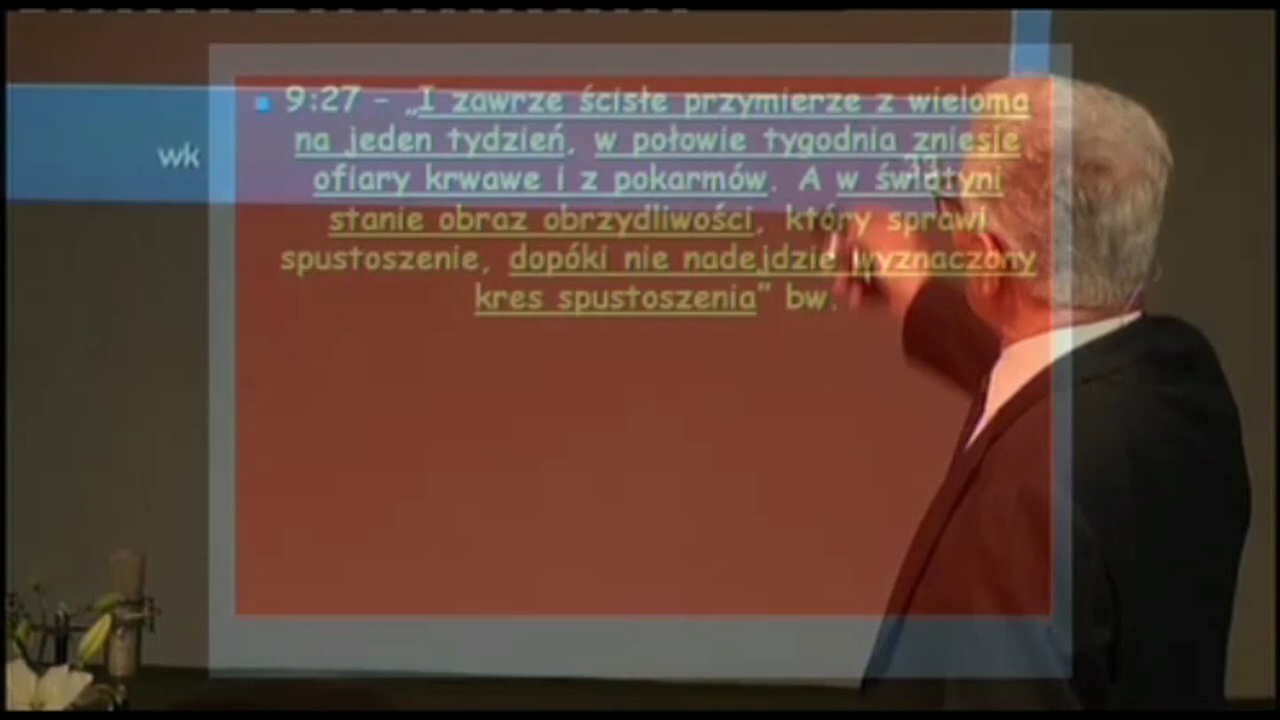 9:27 – „I zawrze ścisłe przymierze z wieloma
na jeden tydzień, w połowie tygodnia zniesie
ofiary krwawe i z pokarmów. A w świątyni
stanie obraz obrzydliwości, który sprawi
spustoszenie, dopóki nie nadejdzie wyznaczony
kres spustoszenia” bw.
wk
33